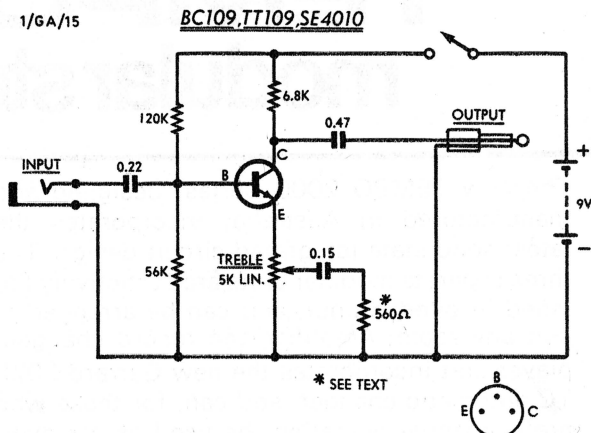 1/GA/15
BC109,TT109,SE4010
6.8K
120K
0.47
OUTPUT
C
INPUT
0.22
B
+
9V
E
-
TREBLE
5K LIN.
0.15
56K
*
560Ω
* SEE TEXT
B
E C